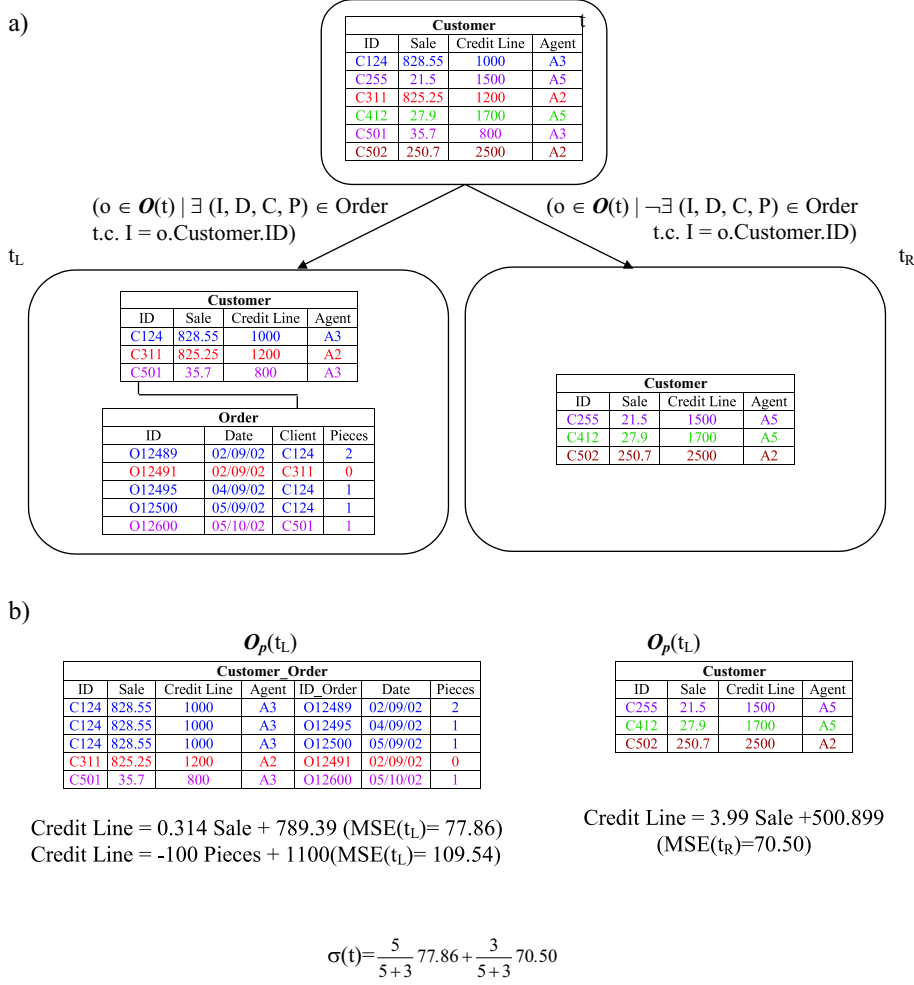 a)
t
Customer
ID Sale Credit Line Agent
C124 828.55 1000 A3
C255 21.5 1500 A5
C311 825.25 1200 A2
C412 27.9 1700 A5
C501 35.7 800 A3
C502 250.7 2500 A2
(o ∈ O(t) | ∃ (I, D, C, P) ∈ Order
t.c. I = o.Customer.ID)
(o ∈ O(t) | ¬∃ (I, D, C, P) ∈ Order
t.c. I = o.Customer.ID)
t_L
t_R
Customer
ID Sale Credit Line Agent
C124 828.55 1000 A3
C311 825.25 1200 A2
C501 35.7 800 A3
Order
ID Date Client Pieces
O12489 02/09/02 C124 2
O12491 02/09/02 C311 0
O12495 04/09/02 C124 1
O12500 05/09/02 C124 1
O12600 05/10/02 C501 1
Customer
ID Sale Credit Line Agent
C255 21.5 1500 A5
C412 27.9 1700 A5
C502 250.7 2500 A2
b)
O_p(t_L)
Customer_Order
ID Sale Credit Line Agent ID_Order Date Pieces
C124 828.55 1000 A3 O12489 02/09/02 2
C124 828.55 1000 A3 O12495 04/09/02 1
C124 828.55 1000 A3 O12500 05/09/02 1
C311 825.25 1200 A2 O12491 02/09/02 0
C501 35.7 800 A3 O12600 05/10/02 1
Credit Line = 0.314 Sale + 789.39 (MSE(t_L)= 77.86)
Credit Line = -100 Pieces + 1100(MSE(t_L)= 109.54)
O_p(t_L)
Customer
ID Sale Credit Line Agent
C255 21.5 1500 A5
C412 27.9 1700 A5
C502 250.7 2500 A2
Credit Line = 3.99 Sale +500.899
(MSE(t_R)=70.50)
σ(t)= 5/(5+3) 77.86 + 3/(5+3) 70.50